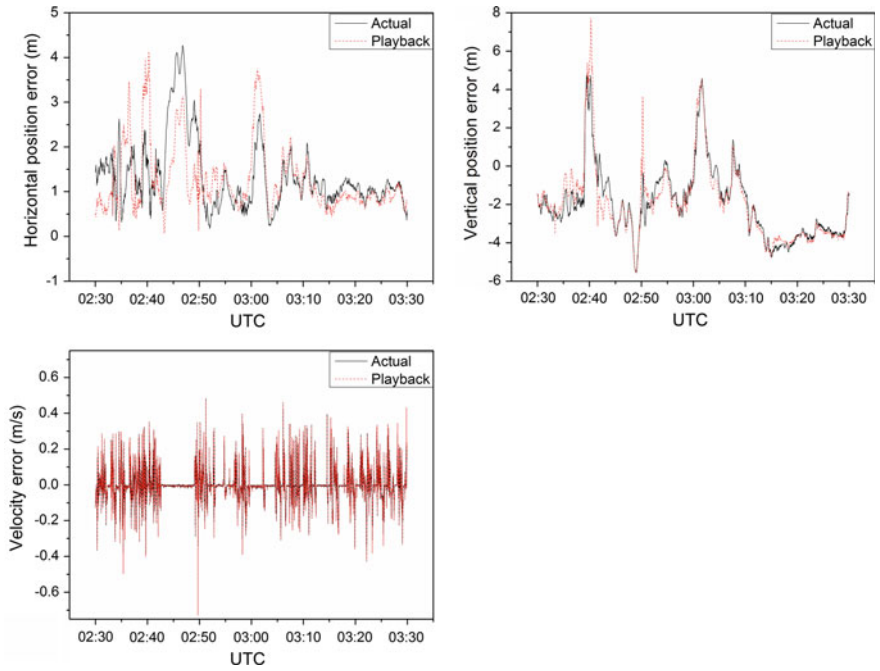 Horizontal position error (m)
5
4
3
2
1
0
-1
Actual
Playback
02:30 02:40 02:50 03:00 03:10 03:20 03:30
UTC
Vertical position error (m)
8
6
4
2
0
-2
-4
-6
Actual
Playback
02:30 02:40 02:50 03:00 03:10 03:20 03:30
UTC
Velocity error (m/s)
0.6
0.4
0.2
0.0
-0.2
-0.4
-0.6
Actual
Playback
02:30 02:40 02:50 03:00 03:10 03:20 03:30
UTC